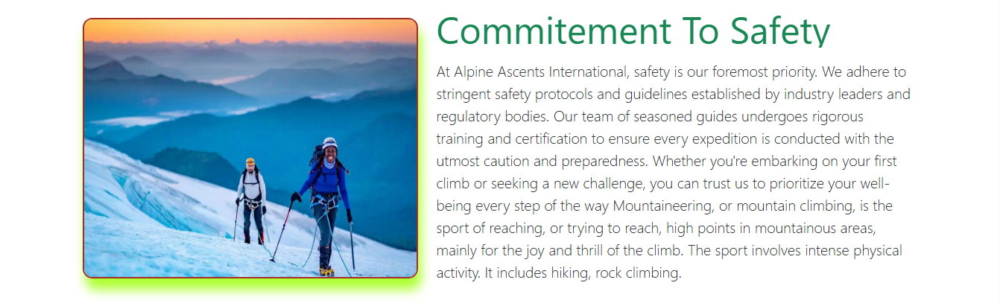 Commitement To Safety
At Alpine Ascents International, safety is our foremost priority. We adhere to
stringent safety protocols and guidelines established by industry leaders and
regulatory bodies. Our team of seasoned guides undergoes rigorous
training and certification to ensure every expedition is conducted with the
utmost caution and preparedness. Whether you're embarking on your first
climb or seeking a new challenge, you can trust us to prioritize your well-
being every step of the way Mountaineering, or mountain climbing, is the
sport of reaching, or trying to reach, high points in mountainous areas,
mainly for the joy and thrill of the climb. The sport involves intense physical
activity. It includes hiking, rock climbing.